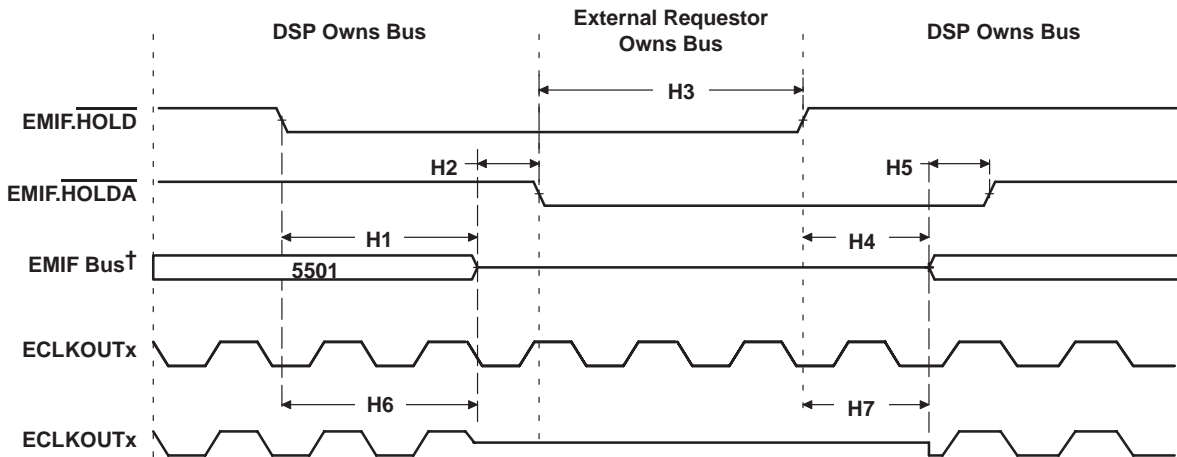 DSP Owns Bus
External Requestor
Owns Bus
DSP Owns Bus
H3
EMIF.HOLD
H2
H5
EMIF.HOLDA
H1
H4
EMIF Bus†
5501
ECLKOUTx
H6
H7
ECLKOUTx